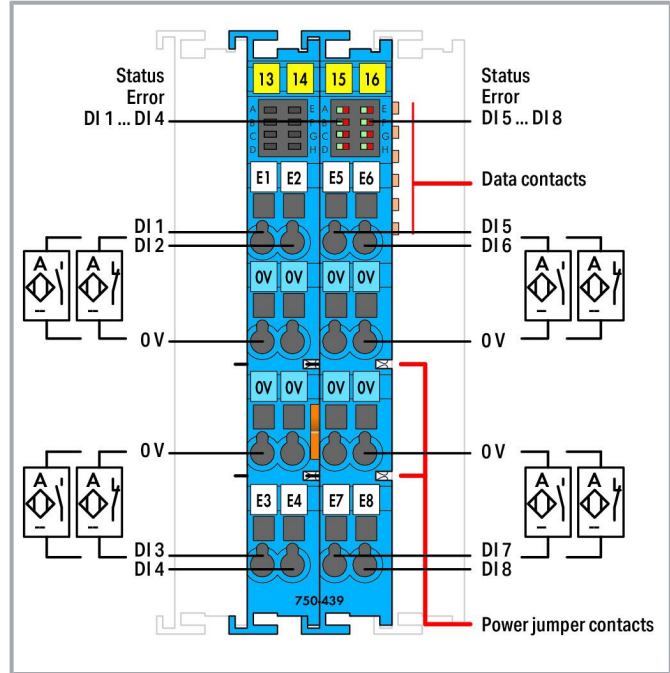 Status
Error
DI 1 ... DI 4
13 14 15 16
Status
Error
DI 5 ... DI 8
A E A E
B F B F
C G C G
D H D H
E1 E2 E5 E6
Data contacts
DI 1
DI 2
DI 5
DI 6
A A
A A
0V 0V 0V 0V
0 V
0 V
0V 0V 0V 0V
0 V
0 V
A A
A A
E3 E4 E7 E8
DI 3
DI 4
DI 7
DI 8
750-439
Power jumper contacts